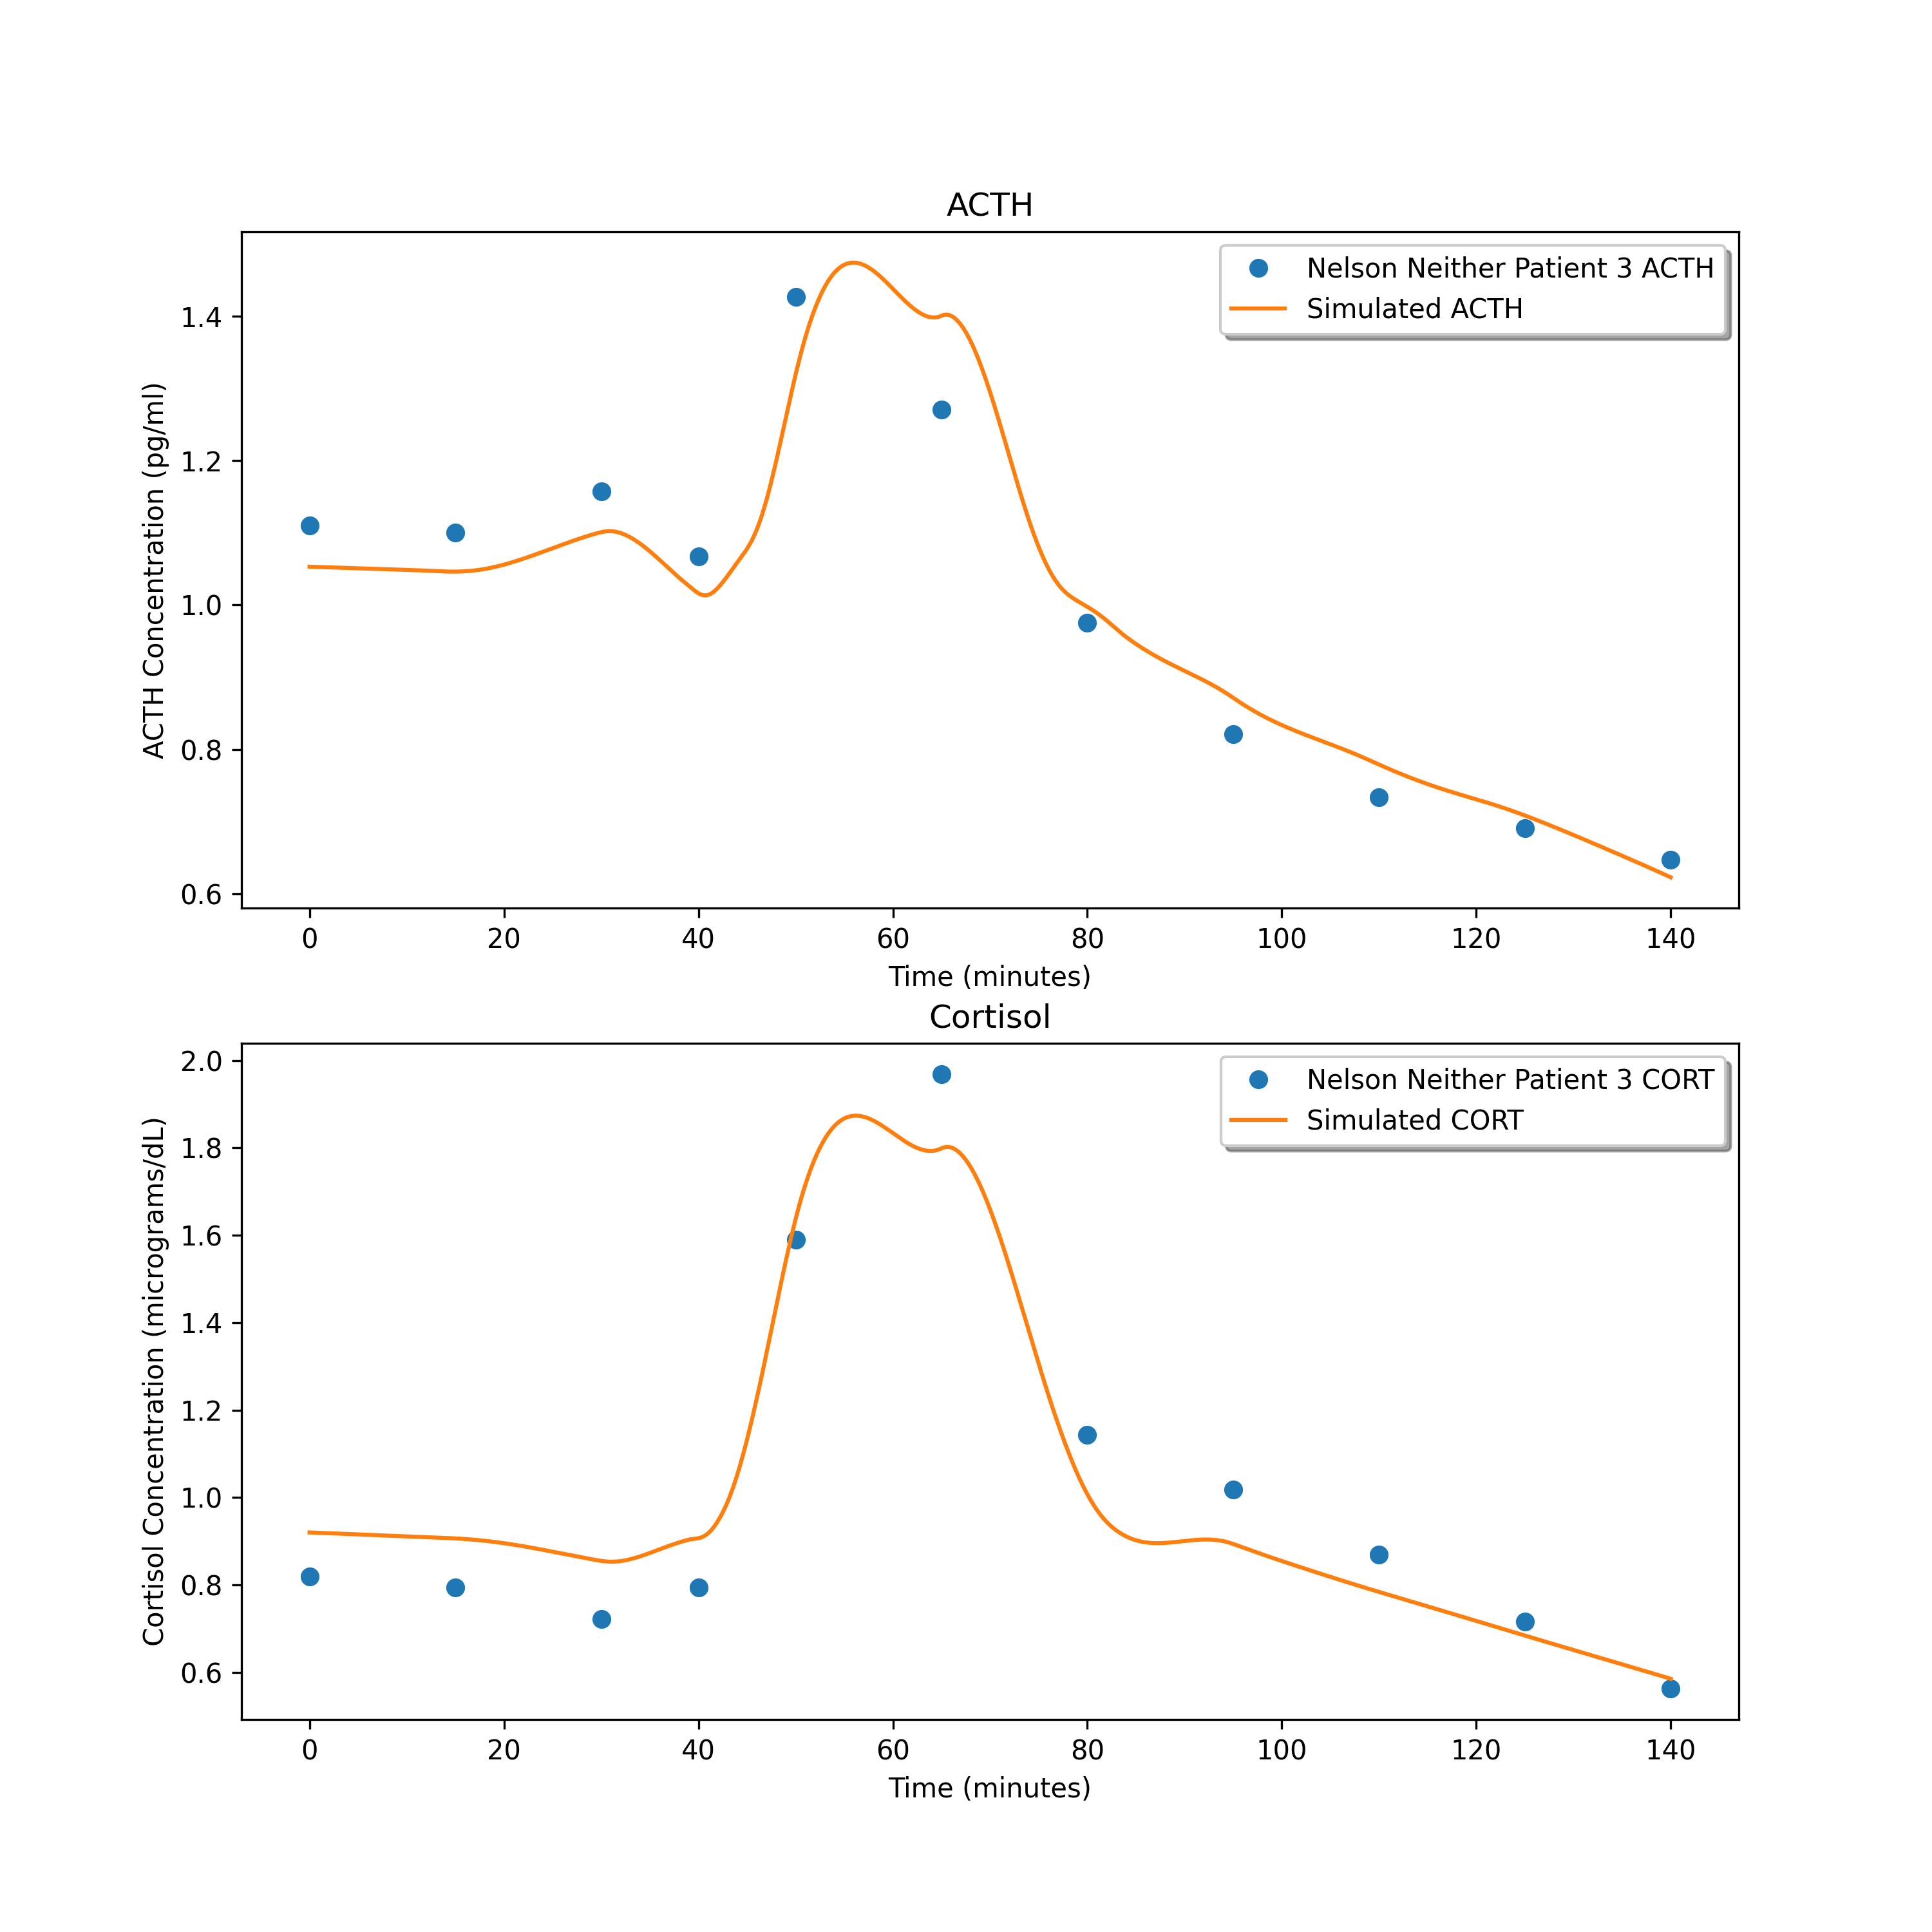 ACTH
Nelson Neither Patient 3 ACTH
Simulated ACTH
ACTH Concentration (pg/ml)
1.4
1.2
1.0
0.8
0.6
0 20 40 60 80 100 120 140
Time (minutes)
Cortisol
Nelson Neither Patient 3 CORT
Simulated CORT
Cortisol Concentration (micrograms/dL)
2.0
1.8
1.6
1.4
1.2
1.0
0.8
0.6
0 20 40 60 80 100 120 140
Time (minutes)